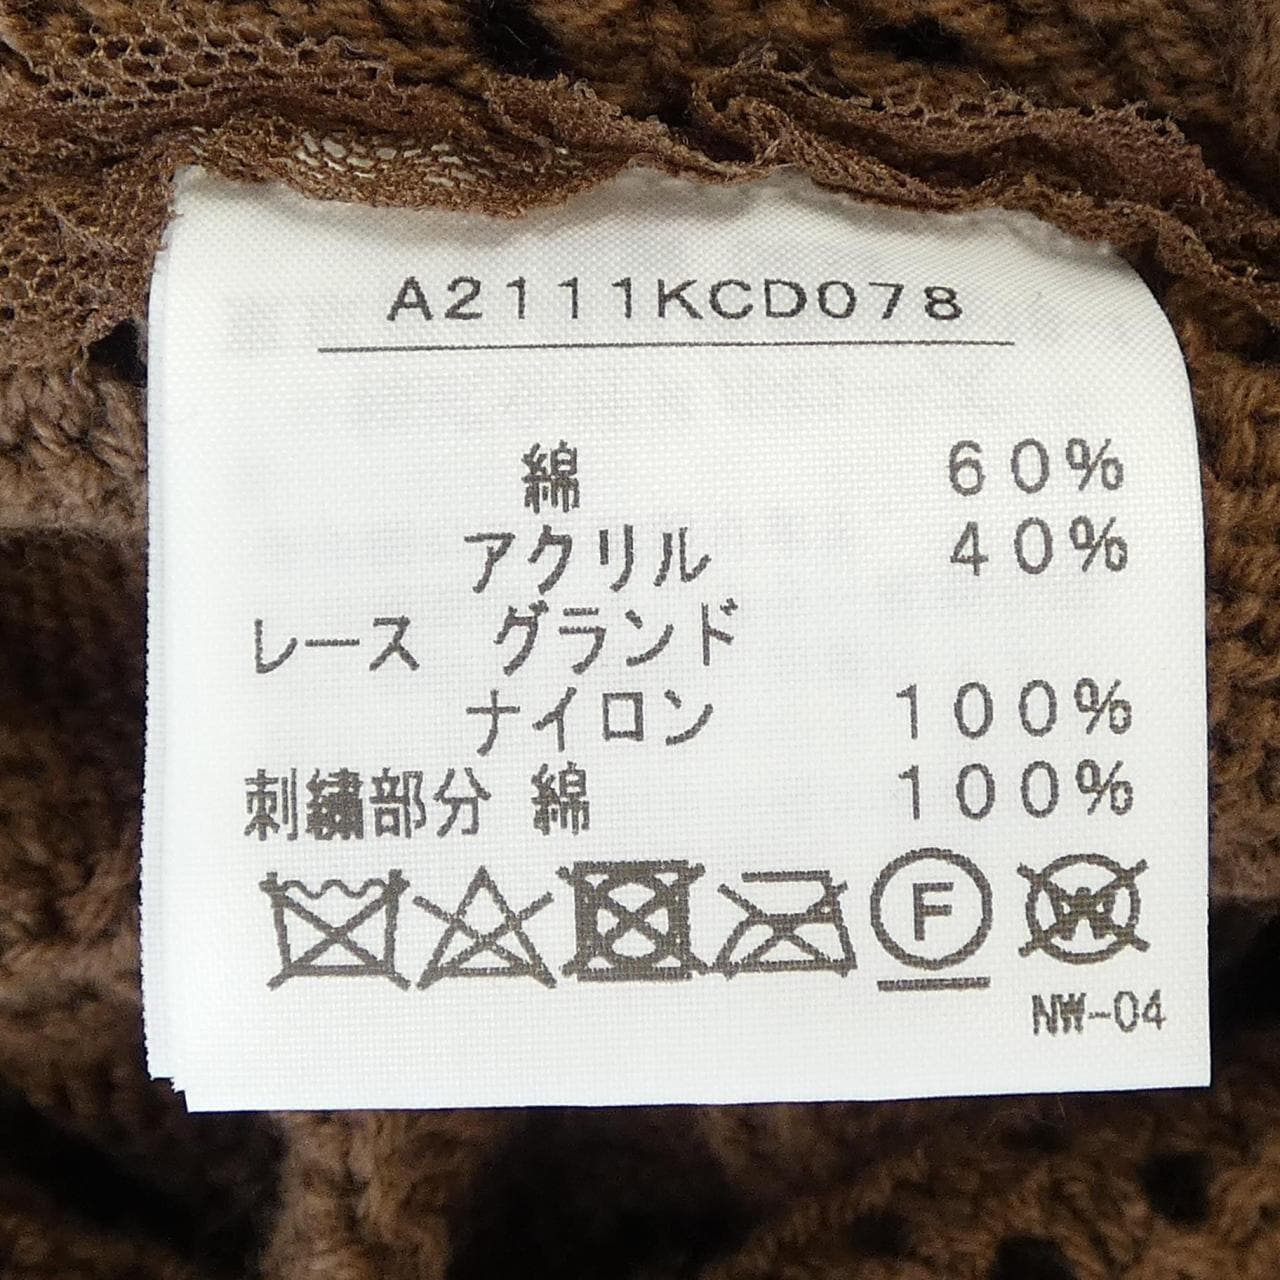 A2111KCD078
綿 60%
アクリル 40%
レース グランド
ナイロン 100%
刺繍部分 綿 100%
F W
NW-04